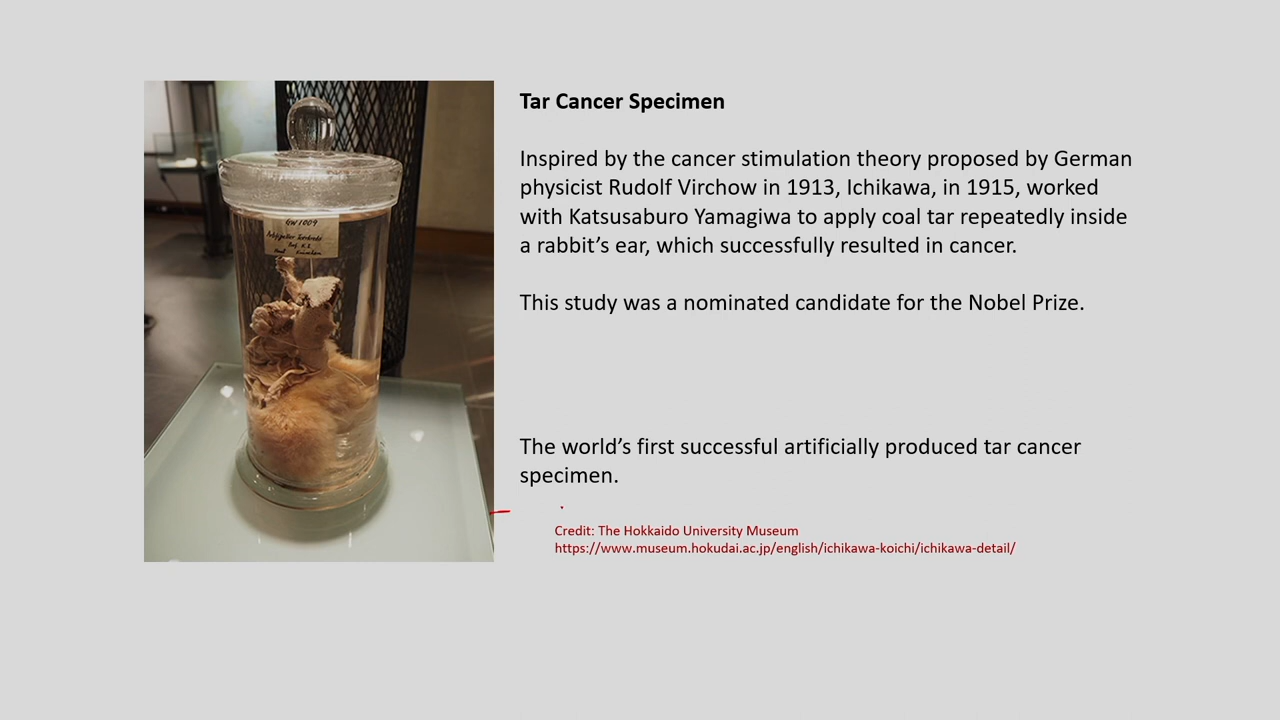 Tar Cancer Specimen
Inspired by the cancer stimulation theory proposed by German
physicist Rudolf Virchow in 1913, Ichikawa, in 1915, worked
with Katsusaburo Yamagiwa to apply coal tar repeatedly inside
a rabbit’s ear, which successfully resulted in cancer.
This study was a nominated candidate for the Nobel Prize.
The world’s first successful artificially produced tar cancer
specimen.
Credit: The Hokkaido University Museum
https://www.museum.hokudai.ac.jp/english/ichikawa-koichi/ichikawa-detail/